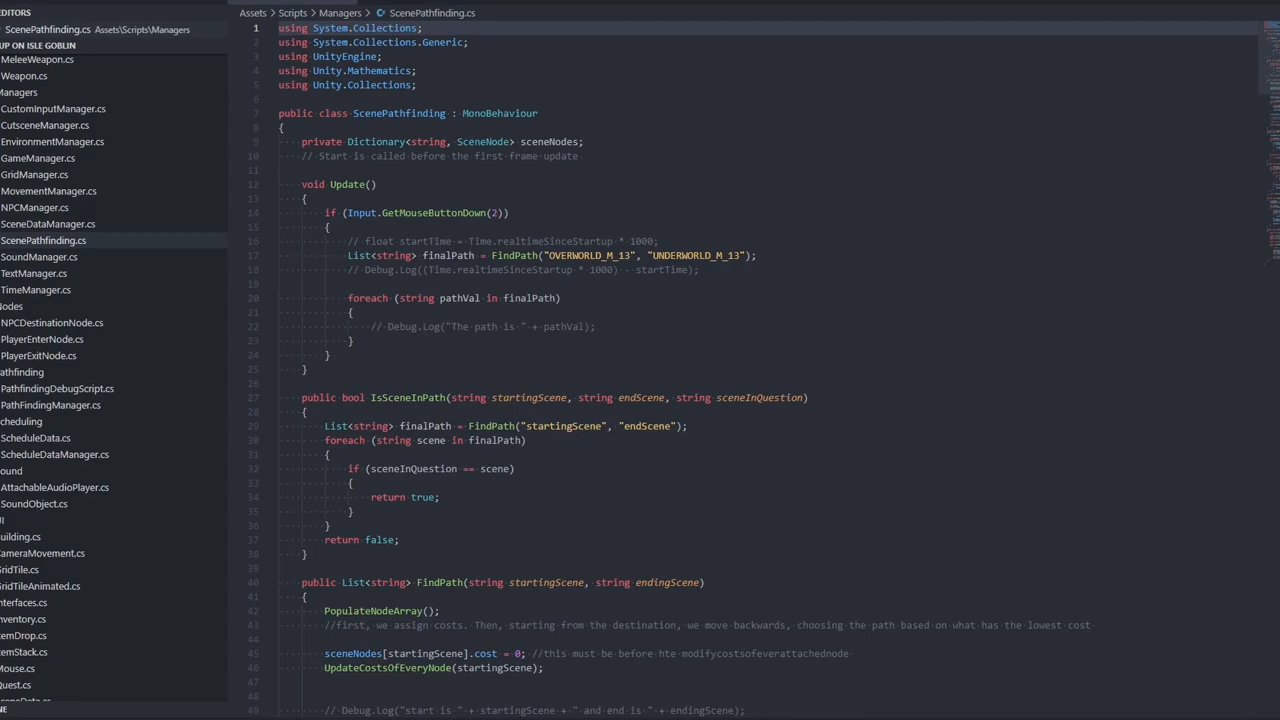 EDITORS
ScenePathfinding.cs Assets\Scripts\Managers
UP ON ISLE GOBLIN
MeleeWeapon.cs
Weapon.cs
Managers
CustomInputManager.cs
CutsceneManager.cs
EnvironmentManager.cs
GameManager.cs
GridManager.cs
MovementManager.cs
NPCManager.cs
SceneDataManager.cs
ScenePathfinding.cs
SoundManager.cs
TextManager.cs
TimeManager.cs
Nodes
NPCDestinationNode.cs
PlayerEnterNode.cs
PlayerExitNode.cs
athfinding
PathfindingDebugScript.cs
PathFindingManager.cs
cheduling
ScheduleData.cs
ScheduleDataManager.cs
ound
AttachableAudioPlayer.cs
SoundObject.cs
I
uilding.cs
CameraMovement.cs
GridTile.cs
GridTileAnimated.cs
nterfaces.cs
nventory.cs
temDrop.cs
temStack.cs
Mouse.cs
Quest.cs
NE
Assets > Scripts > Managers > ScenePathfinding.cs
1 using System.Collections;
2 using System.Collections.Generic;
3 using UnityEngine;
4 using Unity.Mathematics;
5 using Unity.Collections;
6
7 public class ScenePathfinding : MonoBehaviour
8 {
9 private Dictionary<string, SceneNode> sceneNodes;
10 // Start is called before the first frame update
11
12 void Update()
13 {
14 if (Input.GetMouseButtonDown(2))
15 {
16 // float startTime = Time.realtimeSinceStartup * 1000;
17 List<string> finalPath = FindPath("OVERWORLD_M_13", "UNDERWORLD_M_13");
18 // Debug.Log((Time.realtimeSinceStartup * 1000) - startTime);
19
20 foreach (string pathVal in finalPath)
21 {
22 // Debug.Log("The path is " + pathVal);
23 }
24 }
25 }
26
27 public bool IsSceneInPath(string startingScene, string endScene, string sceneInQuestion)
28 {
29 List<string> finalPath = FindPath("startingScene", "endScene");
30 foreach (string scene in finalPath)
31 {
32 if (sceneInQuestion == scene)
33 {
34 return true;
35 }
36 }
37 return false;
38 }
39
40 public List<string> FindPath(string startingScene, string endingScene)
41 {
42 PopulateNodeArray();
43 //first, we assign costs. Then, starting from the destination, we move backwards, choosing the path based on what has the lowest cost
44
45 sceneNodes[startingScene].cost = 0; //this must be before hte modifycostsofeverattachednode
46 UpdateCostsOfEveryNode(startingScene);
47
48
49 // Debug.Log("start is " + startingScene + " and end is " + endingScene);